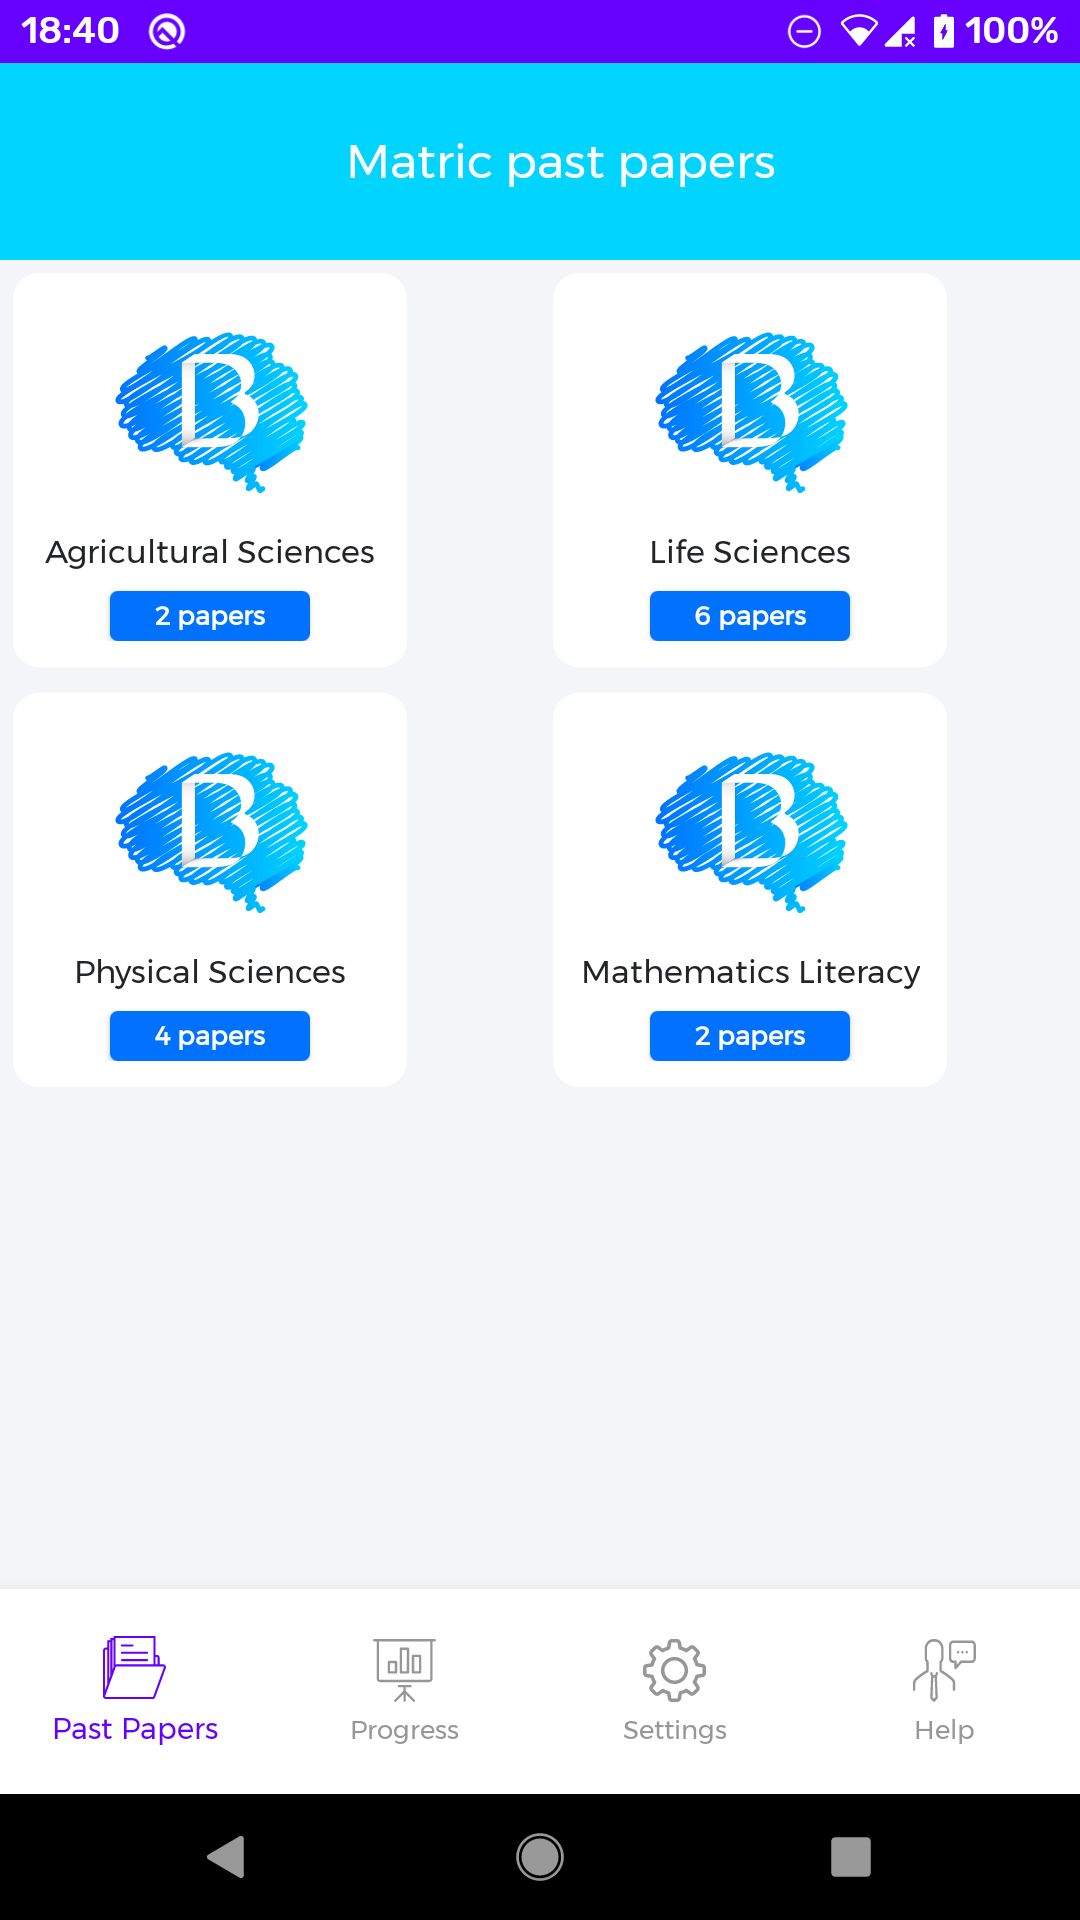 18:40 100%
Matric past papers
B B
Agricultural Sciences Life Sciences
2 papers 6 papers
B B
Physical Sciences Mathematics Literacy
4 papers 2 papers
Past Papers Progress Settings Help